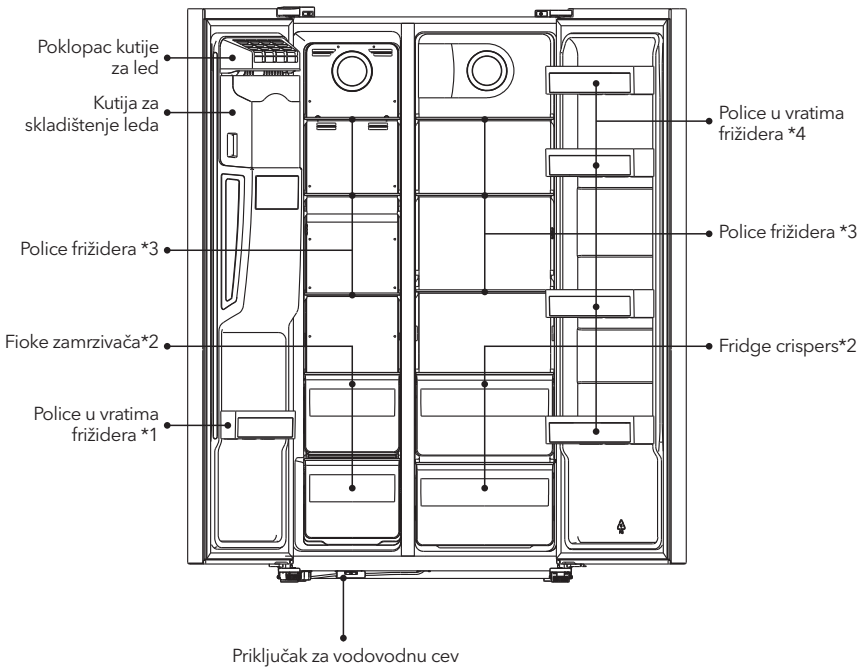 Poklopac kutije
za led
Kutija za
skladištenje leda
Police frižidera *3
Fioke zamrzivača*2
Police u vratima
frižidera *1
Police u vratima
frižidera *4
Police frižidera *3
Fridge crispers*2
Priključak za vodovodnu cev